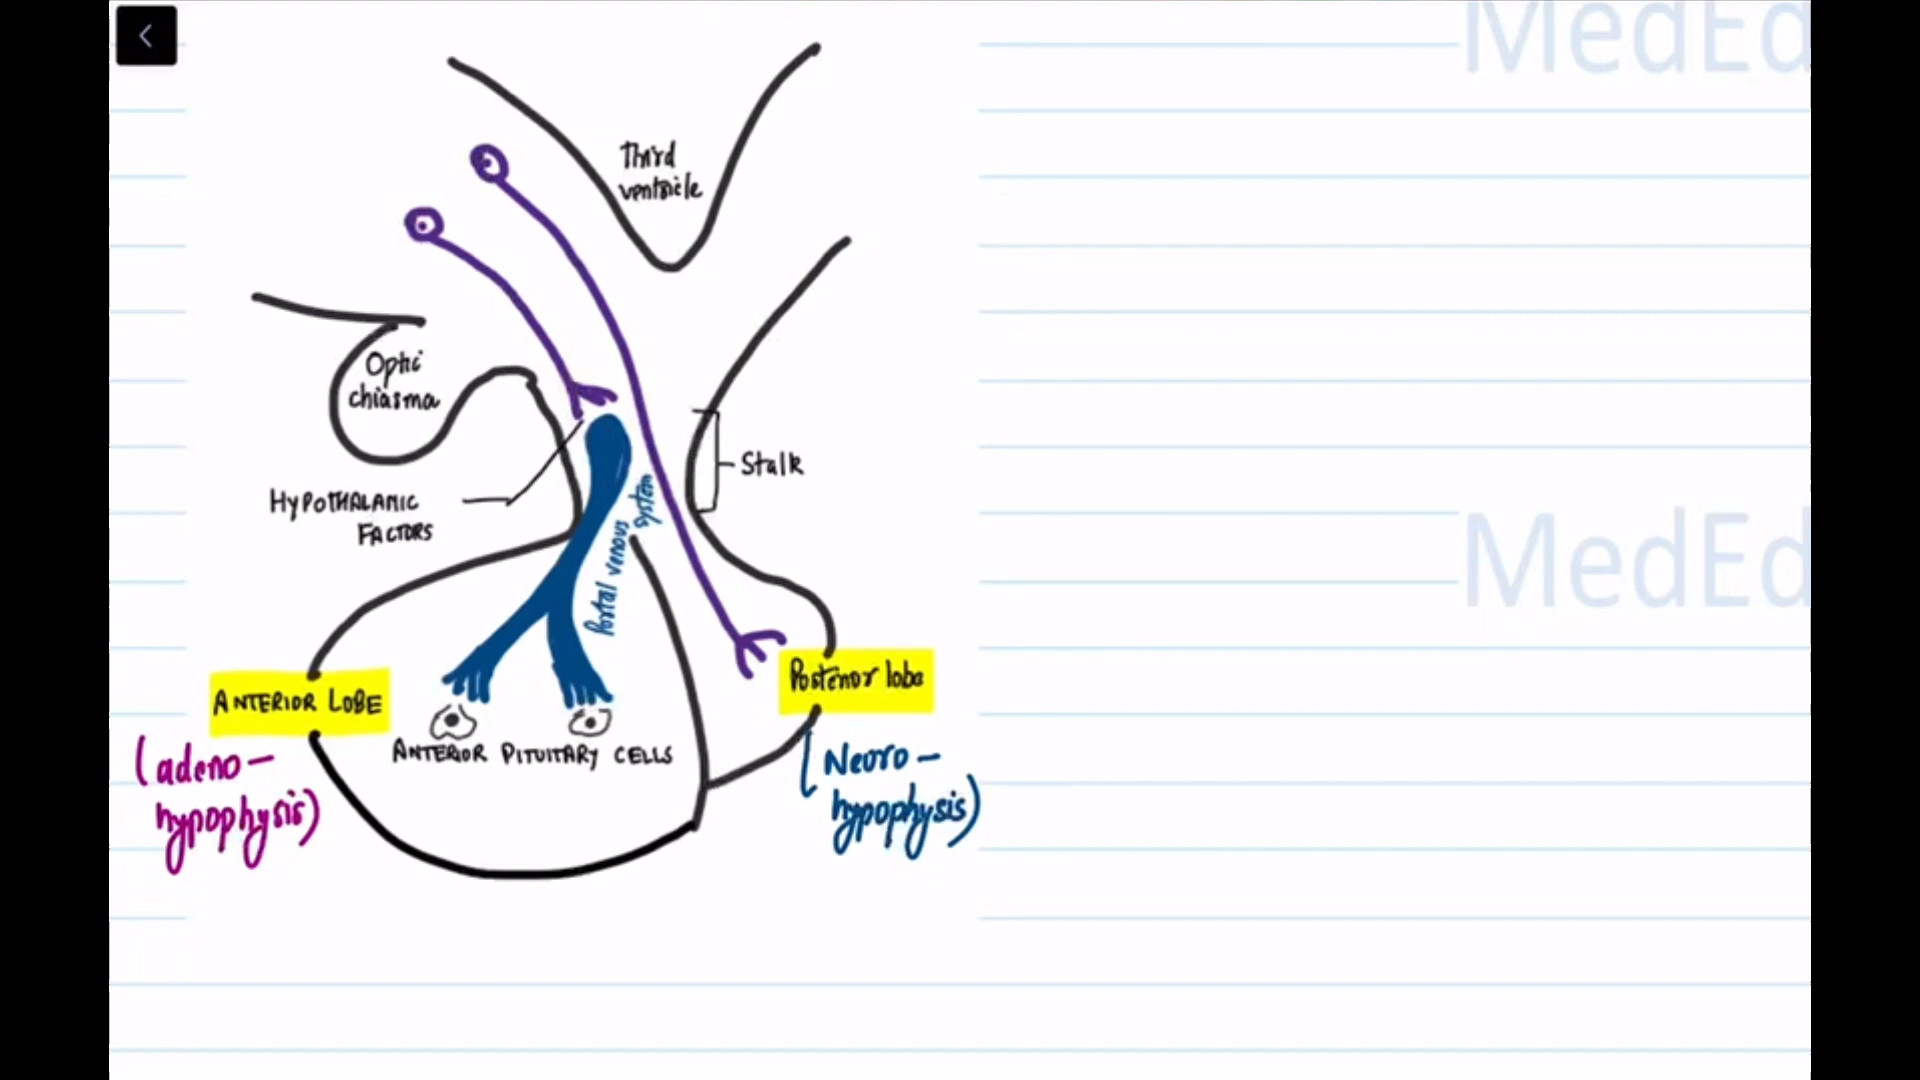 MedEd
Third
ventricle
Optic
chiasma
Stalk
HYPOTHALAMIC
FACTORS
Portal venous
system
MedEd
ANTERIOR LOBE
Posterior lobe
ANTERIOR PITUITARY CELLS
(adeno-
hypophysis)
(Neuro-
hypophysis)